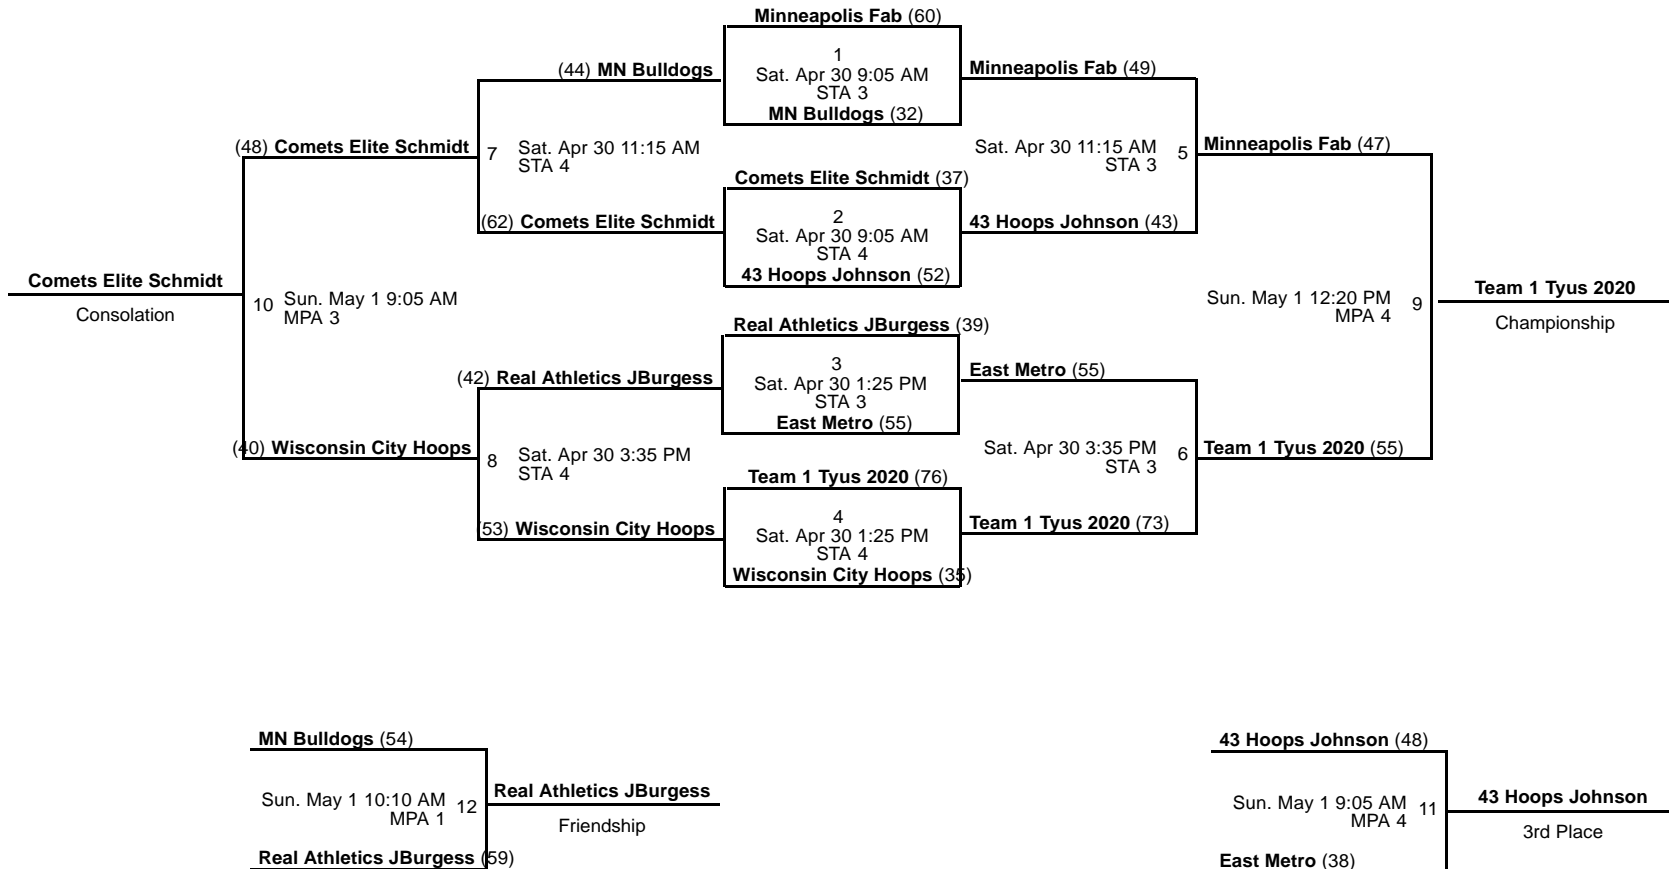 Minneapolis Fab (60)
1
Sat. Apr 30 9:05 AM
STA 3
MN Bulldogs (32)
(44) MN Bulldogs
Minneapolis Fab (49)
(48) Comets Elite Schmidt
7 Sat. Apr 30 11:15 AM
STA 4
Sat. Apr 30 11:15 AM 5
STA 3
Minneapolis Fab (47)
Comets Elite Schmidt (37)
2
Sat. Apr 30 9:05 AM
STA 4
43 Hoops Johnson (52)
(62) Comets Elite Schmidt
43 Hoops Johnson (43)
Comets Elite Schmidt
Consolation
10 Sun. May 1 9:05 AM
MPA 3
Sun. May 1 12:20 PM 9
MPA 4
Team 1 Tyus 2020
Championship
Real Athletics JBurgess (39)
3
Sat. Apr 30 1:25 PM
STA 3
East Metro (55)
(42) Real Athletics JBurgess
East Metro (55)
(40) Wisconsin City Hoops
8 Sat. Apr 30 3:35 PM
STA 4
Sat. Apr 30 3:35 PM 6
STA 3
Team 1 Tyus 2020 (55)
Team 1 Tyus 2020 (76)
4
Sat. Apr 30 1:25 PM
STA 4
Wisconsin City Hoops (35)
(53) Wisconsin City Hoops
Team 1 Tyus 2020 (73)
MN Bulldogs (54)
Sun. May 1 10:10 AM 12
MPA 1
Real Athletics JBurgess
Friendship
Real Athletics JBurgess (59)
43 Hoops Johnson (48)
Sun. May 1 9:05 AM 11
MPA 4
43 Hoops Johnson
3rd Place
East Metro (38)